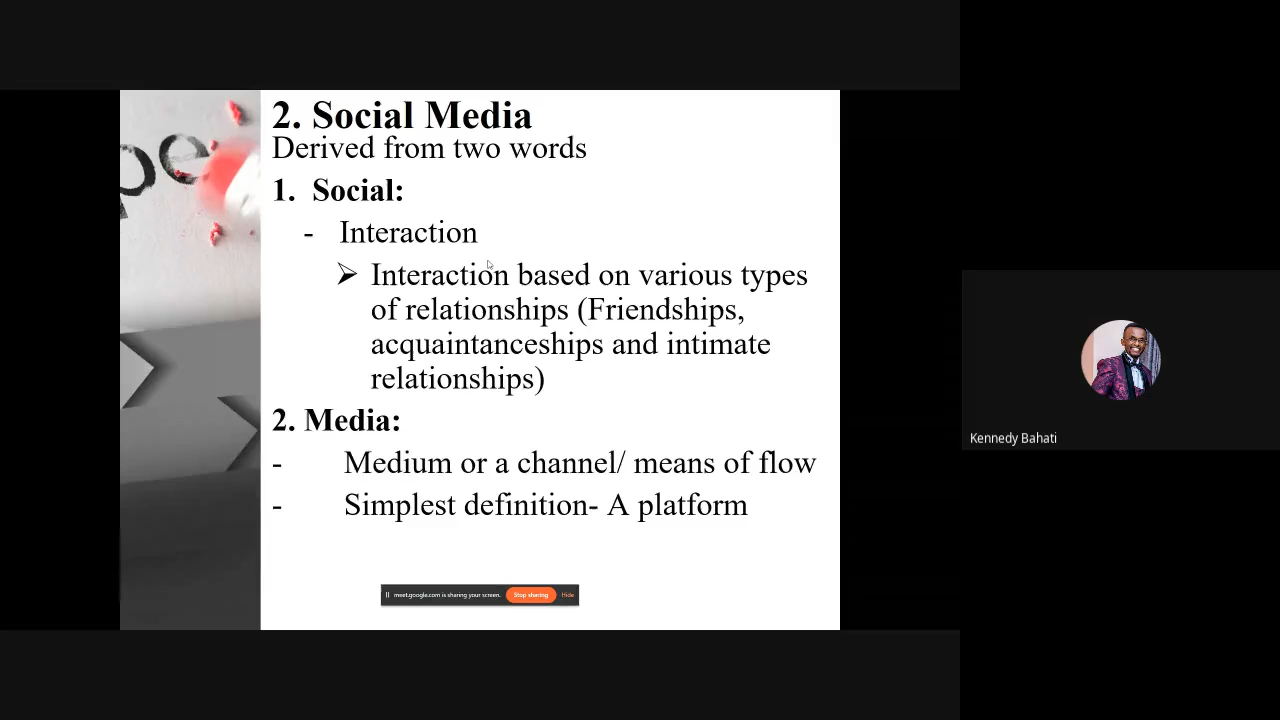 2. Social Media
Derived from two words
1. Social:
- Interaction
➢ Interaction based on various types
of relationships (Friendships,
acquaintanceships and intimate
relationships)
2. Media:
- Medium or a channel/ means of flow
- Simplest definition- A platform
pe
meet.google.com is sharing your screen. Stop sharing Hide
Kennedy Bahati